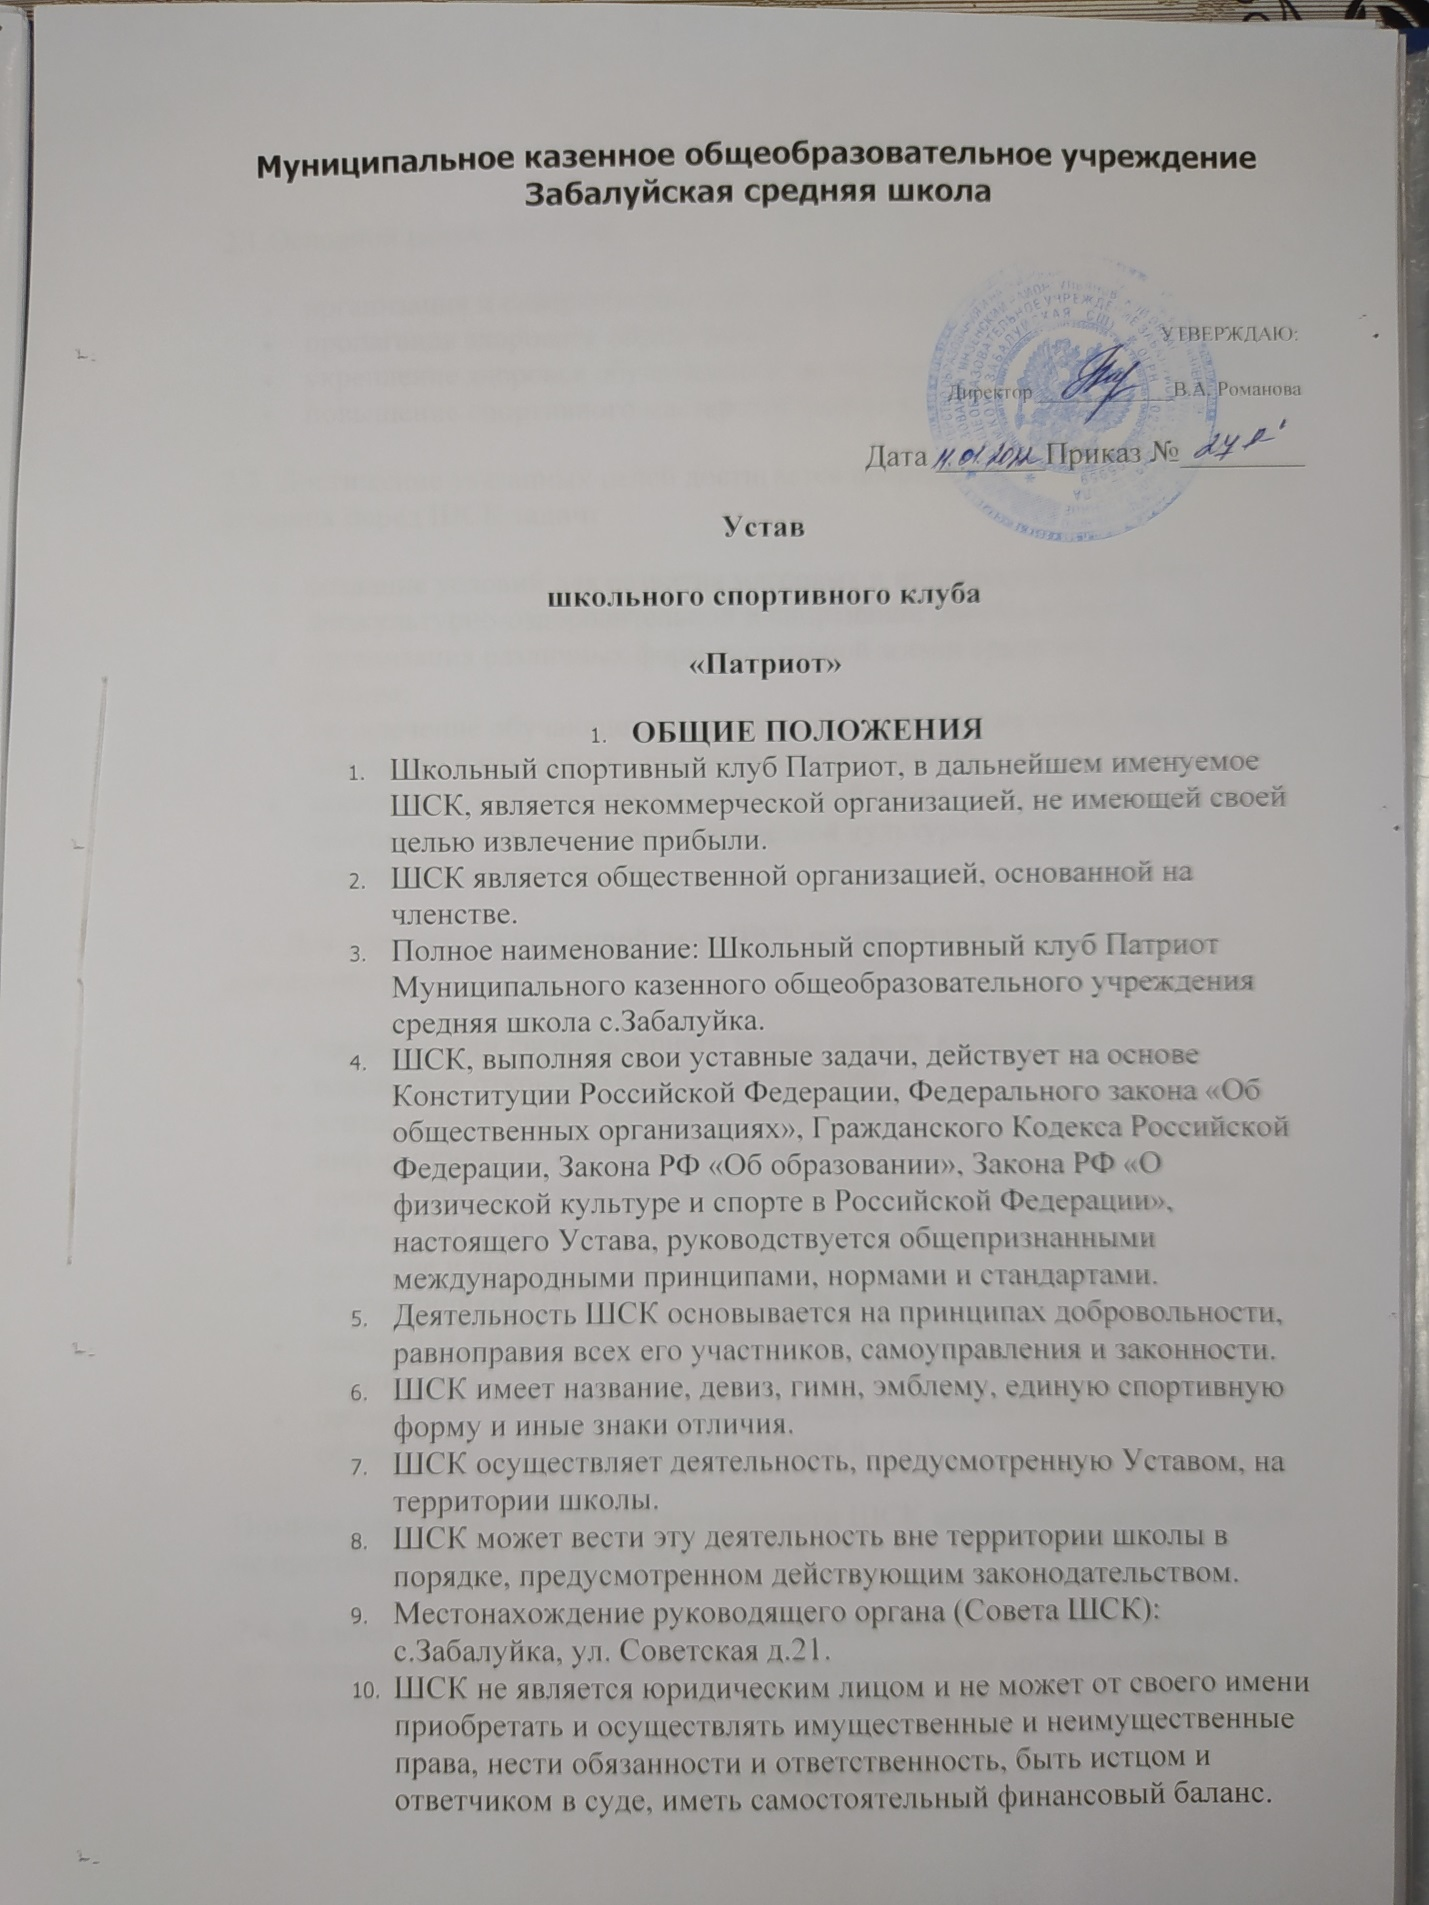 Муниципальное казенное общеобразовательное учреждение
Забалуйская средняя школа
УТВЕРЖДАЮ:
Директор В.А. Романова
Дата 11.01.2022 Приказ №
Устав
школьного спортивного клуба
«Патриот»
1. ОБЩИЕ ПОЛОЖЕНИЯ
1. Школьный спортивный клуб Патриот, в дальнейшем именуемое
ШСК, является некоммерческой организацией, не имеющей своей
целью извлечение прибыли.
2. ШСК является общественной организацией, основанной на
членстве.
3. Полное наименование: Школьный спортивный клуб Патриот
Муниципального казенного общеобразовательного учреждения
средняя школа с.Забалуйка.
4. ШСК, выполняя свои уставные задачи, действует на основе
Конституции Российской Федерации, Федерального закона «Об
общественных организациях», Гражданского Кодекса Российской
Федерации, Закона РФ «Об образовании», Закона РФ «О
физической культуре и спорте в Российской Федерации»,
настоящего Устава, руководствуется общепризнанными
международными принципами, нормами и стандартами.
5. Деятельность ШСК основывается на принципах добровольности,
равноправия всех его участников, самоуправления и законности.
6. ШСК имеет название, девиз, гимн, эмблему, единую спортивную
форму и иные знаки отличия.
7. ШСК осуществляет деятельность, предусмотренную Уставом, на
территории школы.
8. ШСК может вести эту деятельность вне территории школы в
порядке, предусмотренном действующим законодательством.
9. Местонахождение руководящего органа (Совета ШСК):
с.Забалуйка, ул. Советская д.21.
10. ШСК не является юридическим лицом и не может от своего имени
приобретать и осуществлять имущественные и неимущественные
права, нести обязанности и ответственность, быть истцом и
ответчиком в суде, иметь самостоятельный финансовый баланс.